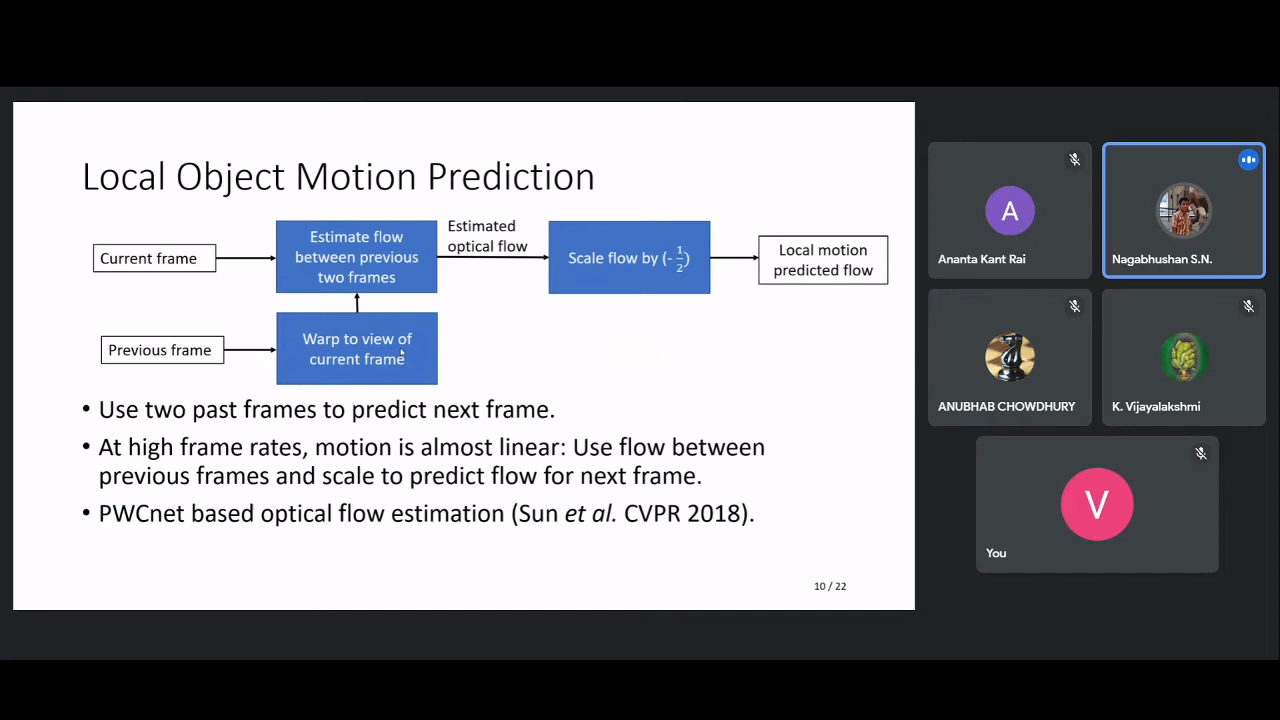 Local Object Motion Prediction
Current frame
Estimate flow
between previous
two frames
Estimated
optical flow
Scale flow by (-1/2)
Local motion
predicted flow
Previous frame
Warp to view of
current frame
• Use two past frames to predict next frame.
• At high frame rates, motion is almost linear: Use flow between
previous frames and scale to predict flow for next frame.
• PWCnet based optical flow estimation (Sun et al. CVPR 2018).
10 / 22
A
Ananta Kant Rai
Nagabhushan S.N.
ANUBHAB CHOWDHURY
K. Vijayalakshmi
V
You